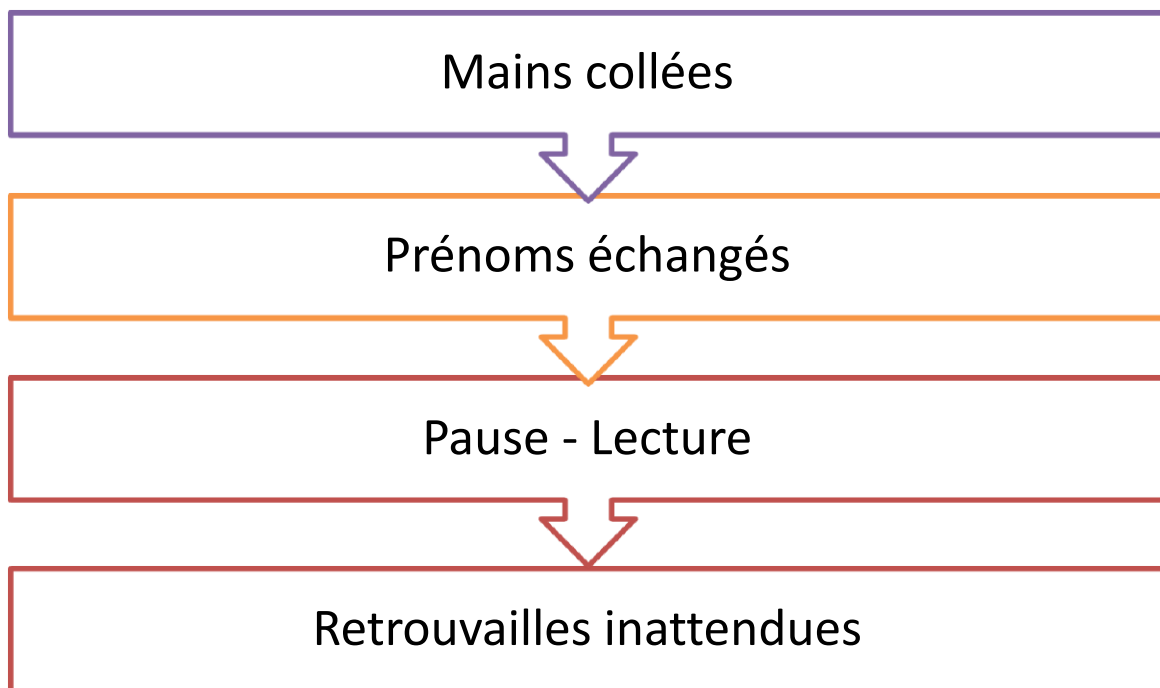 Mains collées
Prénoms échangés
Pause - Lecture
Retrouvailles inattendues